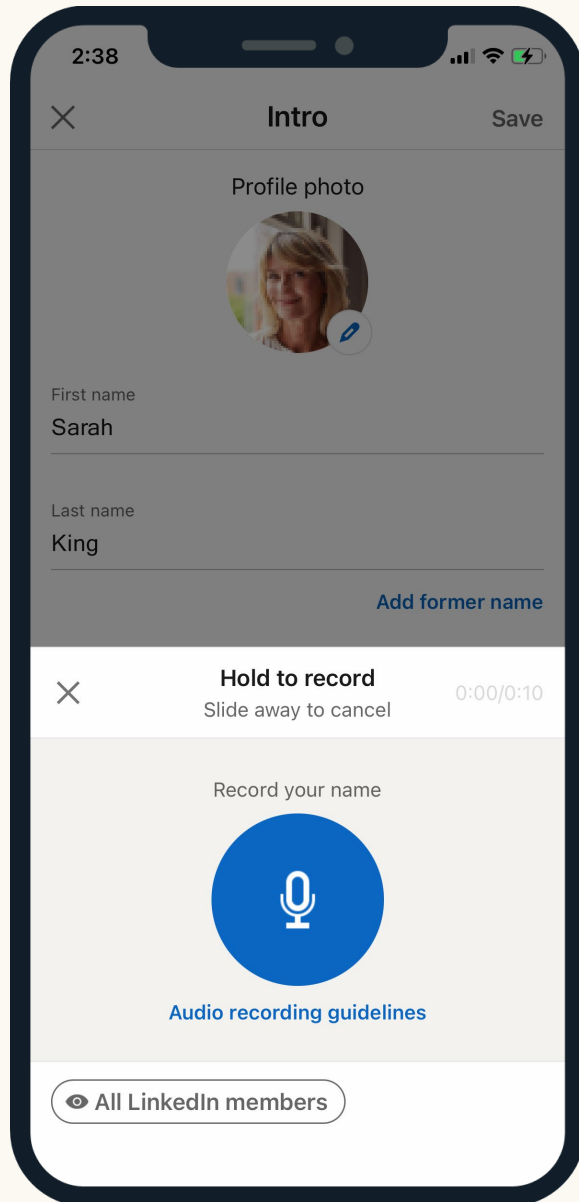 2:38
Intro
Save
Profile photo
First name
Sarah
Last name
King
Add former name
Hold to record
Slide away to cancel
0:00/0:10
Record your name
Audio recording guidelines
All LinkedIn members